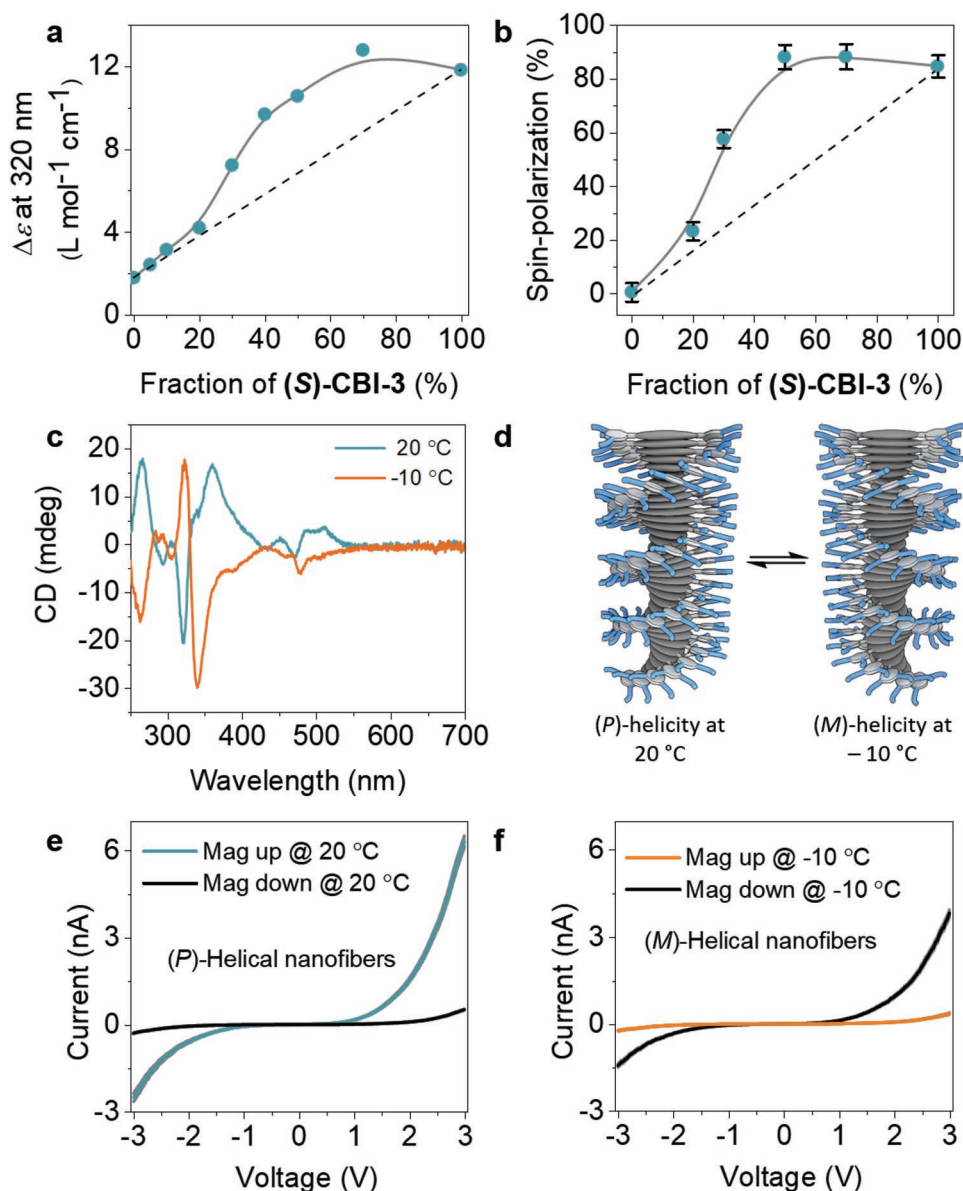 a
Δε at 320 nm
(L mol⁻¹ cm⁻¹)
12
8
4
0
0 20 40 60 80 100
Fraction of (S)-CBI-3 (%)
b
Spin-polarization (%)
100
80
60
40
20
0
0 20 40 60 80 100
Fraction of (S)-CBI-3 (%)
c
20 °C
-10 °C
CD (mdeg)
20
10
0
-10
-20
-30
300 400 500 600 700
Wavelength (nm)
d
(P)-helicity at
20 °C
(M)-helicity at
– 10 °C
e
Mag up @ 20 °C
Mag down @ 20 °C
(P)-Helical nanofibers
Current (nA)
6
3
0
-3
-3 -2 -1 0 1 2 3
Voltage (V)
f
Mag up @ -10 °C
Mag down @ -10 °C
(M)-Helical nanofibers
Current (nA)
6
3
0
-3
-3 -2 -1 0 1 2 3
Voltage (V)